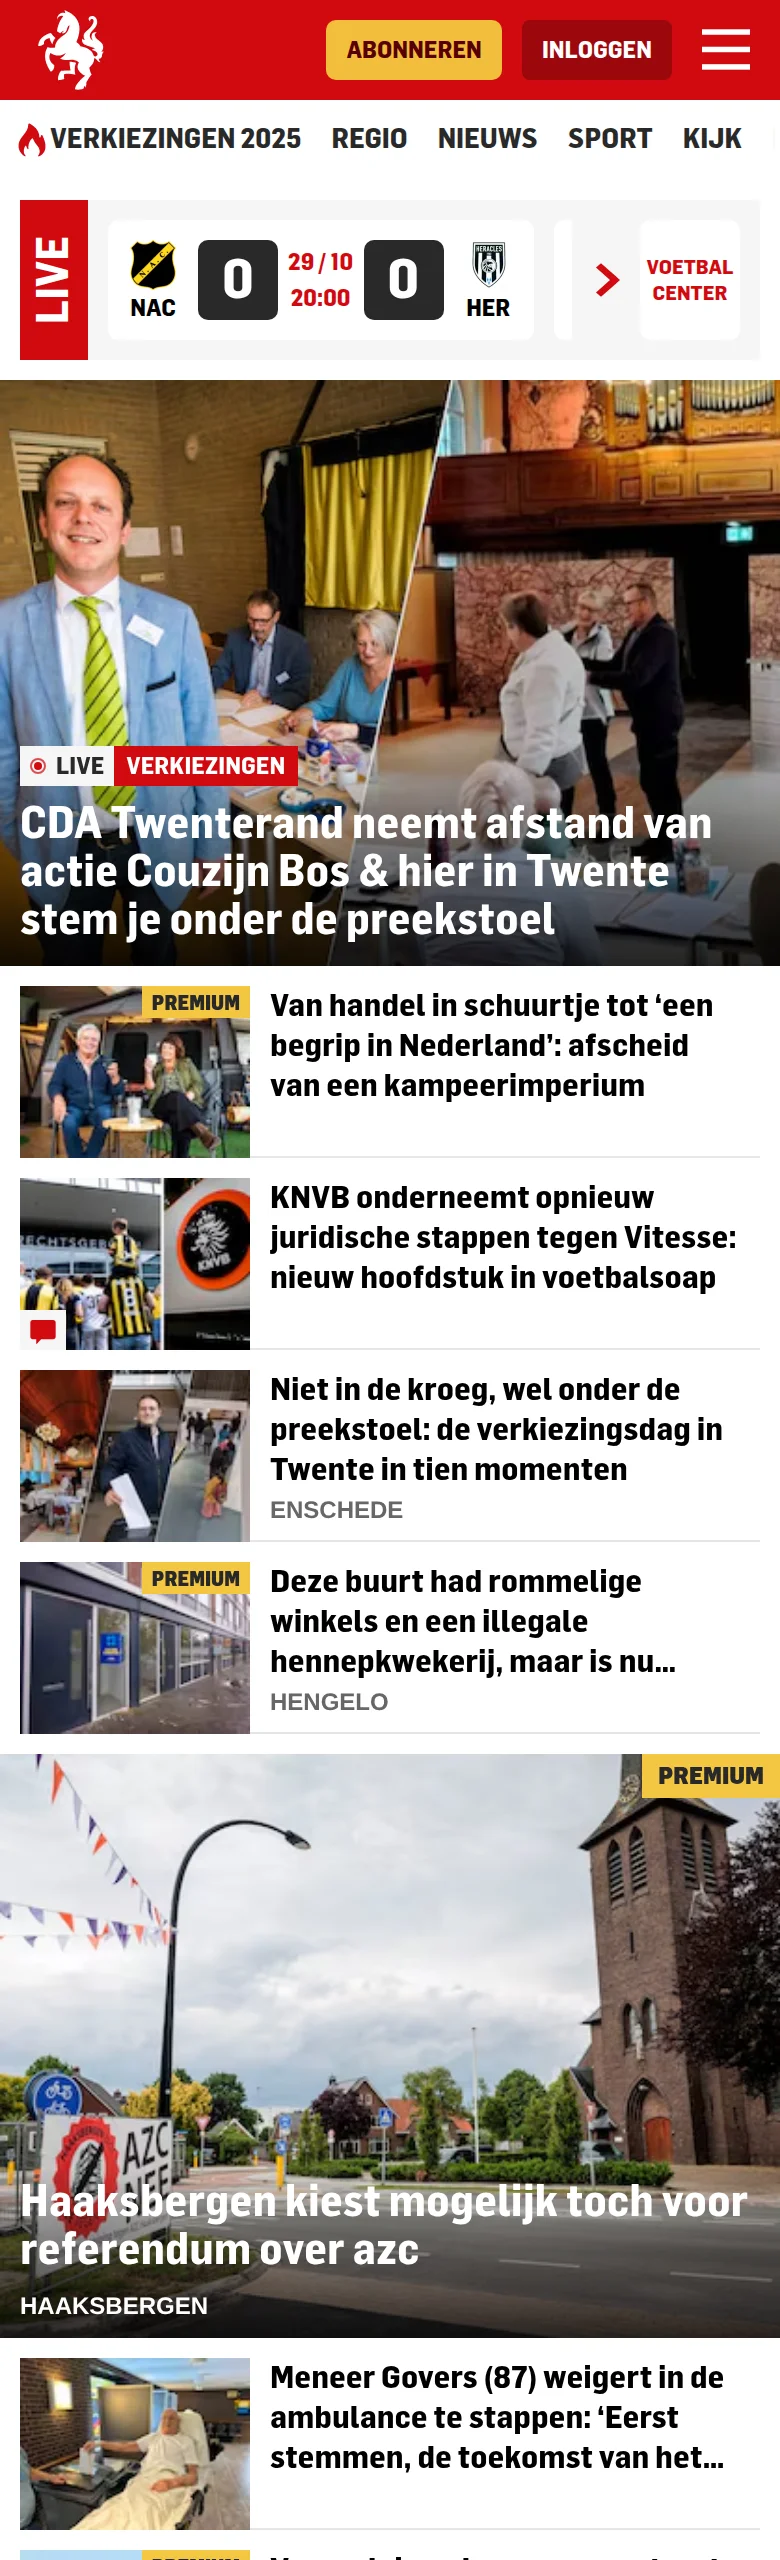 ABONNEREN
INLOGGEN
VERKIEZINGEN 2025 REGIO NIEUWS SPORT KIJK
LIVE
NAC
0
29 / 10
20:00
0
HERACLES
HER
VOETBAL
CENTER
LIVE VERKIEZINGEN
CDA Twenterand neemt afstand van
actie Couzijn Bos & hier in Twente
stem je onder de preekstoel
PREMIUM
Van handel in schuurtje tot ‘een
begrip in Nederland’: afscheid
van een kampeerimperium
KNVB
KNVB onderneemt opnieuw
juridische stappen tegen Vitesse:
nieuw hoofdstuk in voetbalsoap
Niet in de kroeg, wel onder de
preekstoel: de verkiezingsdag in
Twente in tien momenten
ENSCHEDE
PREMIUM
Deze buurt had rommelige
winkels en een illegale
hennepkwekerij, maar is nu...
HENGELO
PREMIUM
AZC
Haaksbergen kiest mogelijk toch voor
referendum over azc
HAAKSBERGEN
Meneer Govers (87) weigert in de
ambulance te stappen: ‘Eerst
stemmen, de toekomst van het...